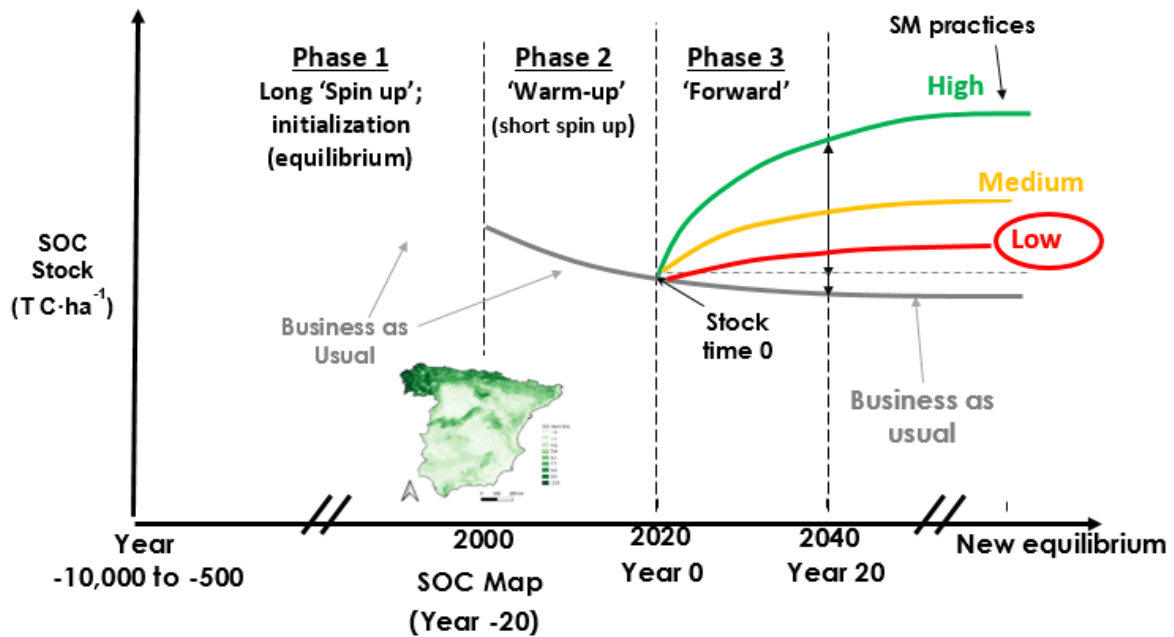 SM practices
Phase 1
Long ‘Spin up’;
initialization
(equilibrium)
Phase 2
‘Warm-up’
(short spin up)
Phase 3
‘Forward’
High
Medium
Low
SOC
Stock
(T C·ha⁻¹)
Business as
Usual
Stock
time 0
Business as
usual
Year
-10,000 to -500
2000
SOC Map
(Year -20)
2020
Year 0
2040
Year 20
New equilibrium